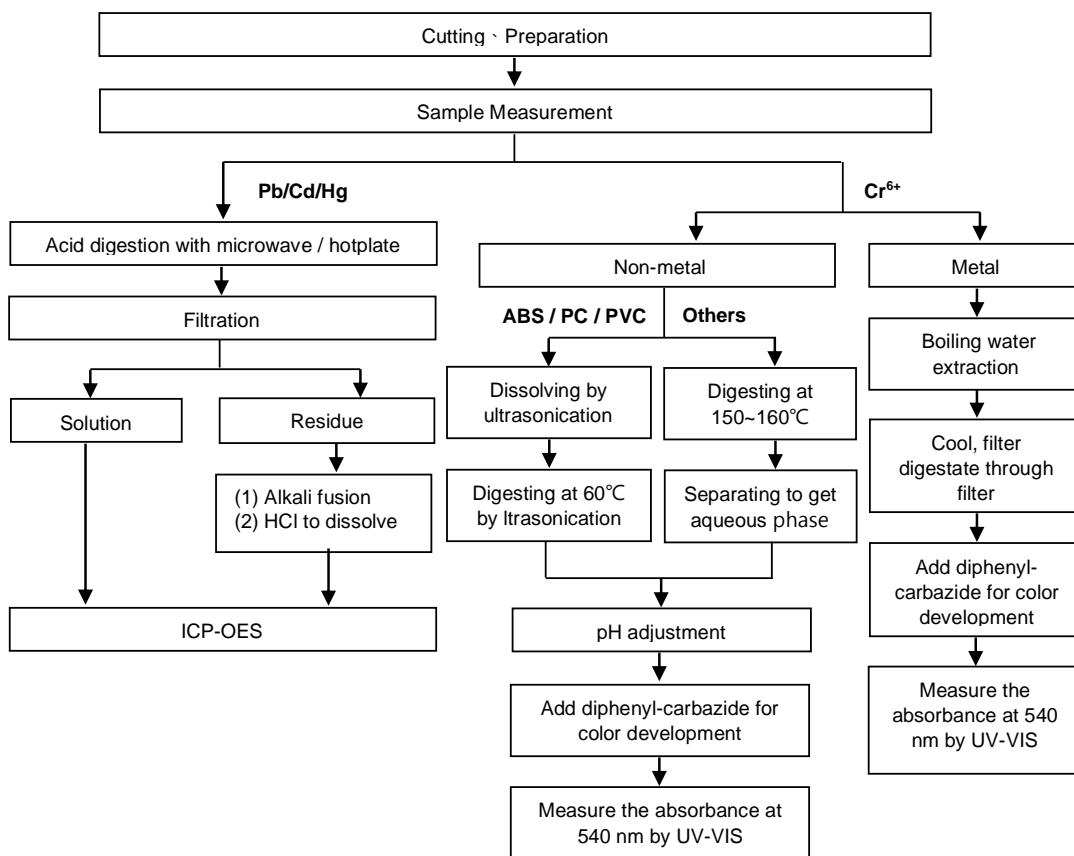 Cutting、Preparation
Sample Measurement
Pb/Cd/Hg
Cr6+
Acid digestion with microwave / hotplate
Non-metal
Metal
Filtration
ABS / PC / PVC
Others
Boiling water
extraction
Solution
Residue
Dissolving by
ultrasonication
Digesting at
150~160℃
Cool, filter
digestate through
filter
(1) Alkali fusion
(2) HCl to dissolve
Digesting at 60℃
by ltrasonication
Separating to get
aqueous phase
Add diphenyl-
carbazide for color
development
ICP-OES
pH adjustment
Measure the
absorbance at 540
nm by UV-VIS
Add diphenyl-carbazide for
color development
Measure the absorbance at
540 nm by UV-VIS